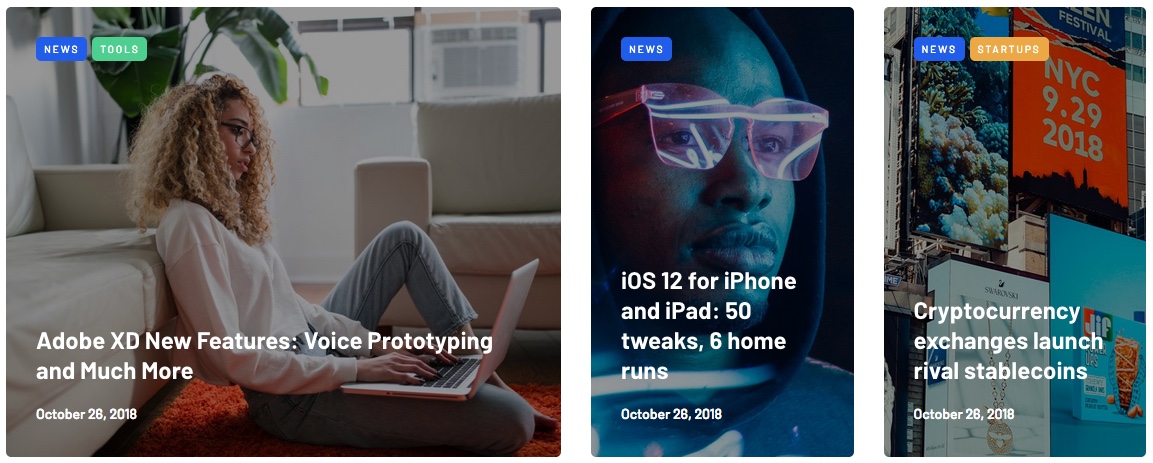 NEWS TOOLS
Adobe XD New Features: Voice Prototyping
and Much More
October 26, 2018
NEWS
iOS 12 for iPhone
and iPad: 50
tweaks, 6 home
runs
October 26, 2018
NEWS STARTUPS
FESTIVAL
NYC
9.29
2018
SWAROVSKI
Jif
Cryptocurrency
exchanges launch
rival stablecoins
October 26, 2018